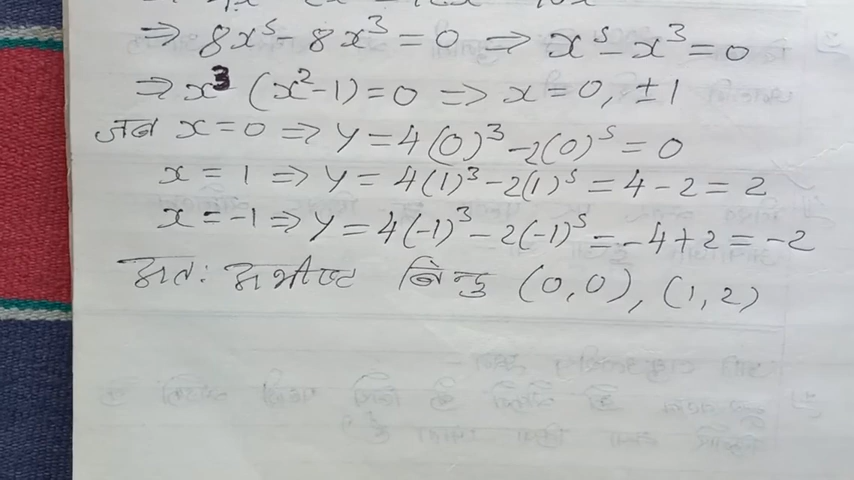 ⇒ 8x⁵ - 8x³ = 0 ⇒ x⁵ - x³ = 0
⇒ x³ (x² - 1) = 0 ⇒ x = 0, ± 1
जब x = 0 ⇒ y = 4(0)³ - 2(0)⁵ = 0
x = 1 ⇒ y = 4(1)³ - 2(1)⁵ = 4 - 2 = 2
x = -1 ⇒ y = 4(-1)³ - 2(-1)⁵ = -4 + 2 = -2
अतः अभीष्ट बिन्दु (0,0), (1,2)